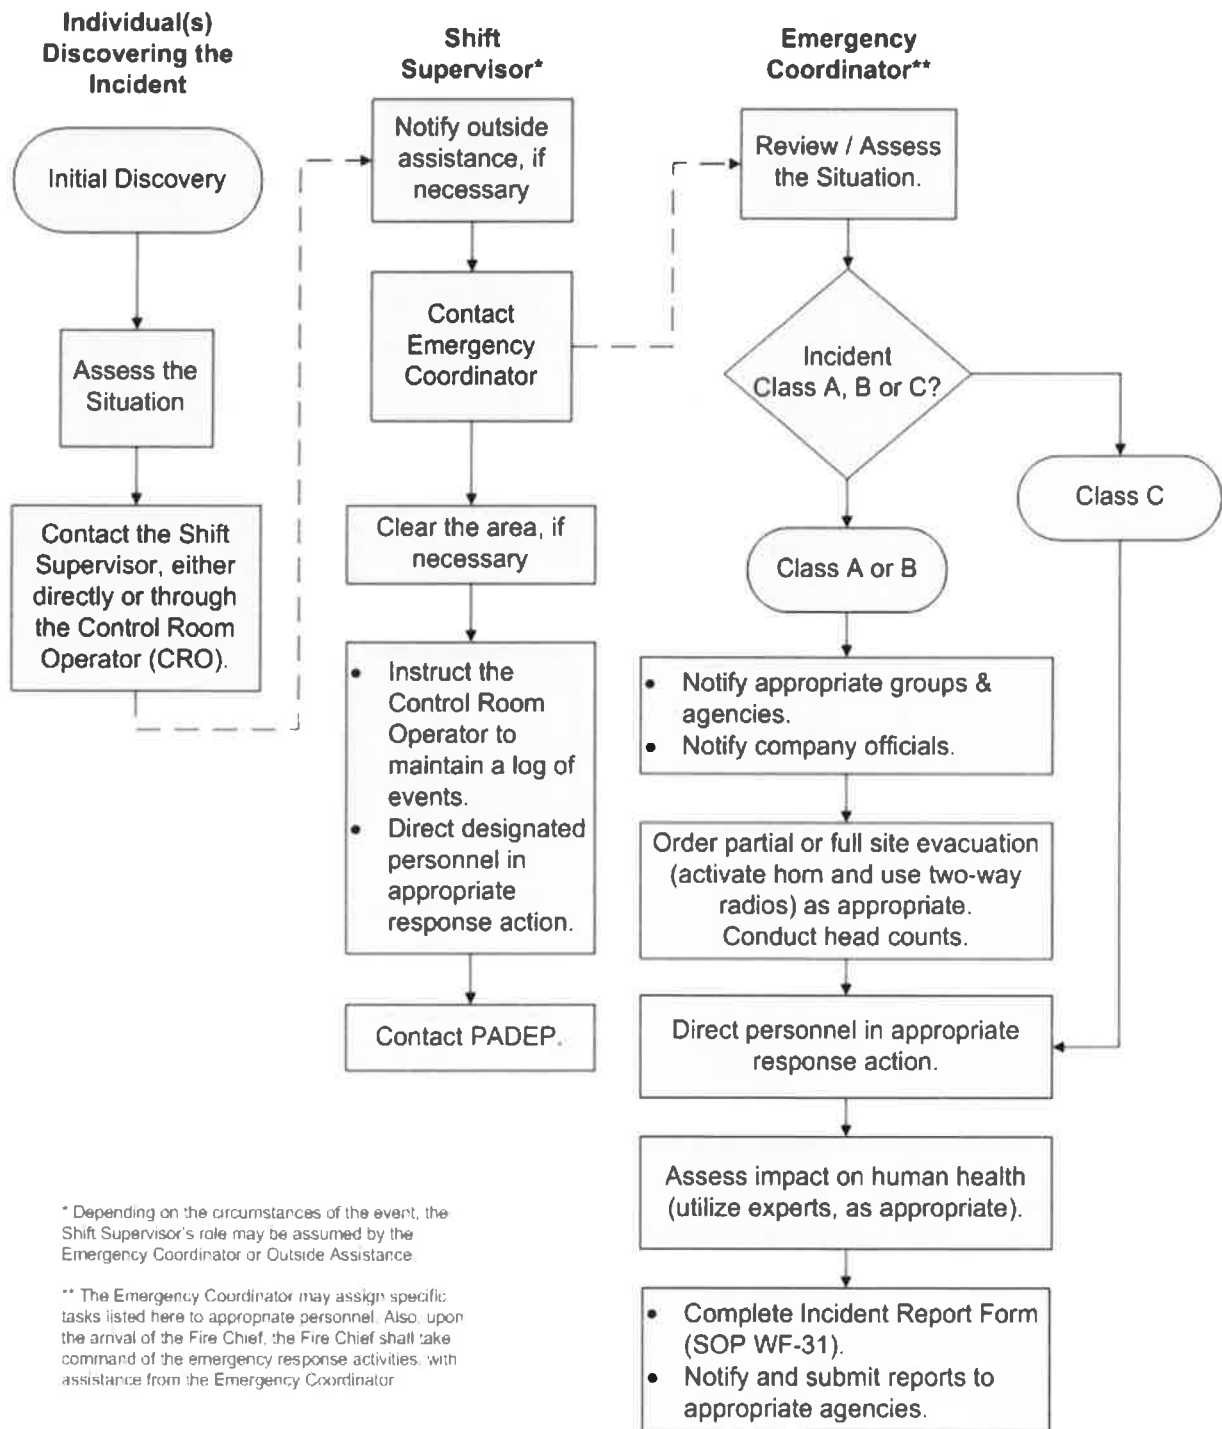 Individual(s)
Discovering the
Incident
Initial Discovery
Assess the
Situation
Contact the Shift
Supervisor, either
directly or through
the Control Room
Operator (CRO).
Shift
Supervisor*
Notify outside
assistance, if
necessary
Contact
Emergency
Coordinator
Clear the area, if
necessary
• Instruct the
Control Room
Operator to
maintain a log of
events.
• Direct designated
personnel in
appropriate
response action.
Contact PADEP.
Emergency
Coordinator**
Review / Assess
the Situation.
Incident
Class A, B or C?
Class C
Class A or B
• Notify appropriate groups &
agencies.
• Notify company officials.
Order partial or full site evacuation
(activate horn and use two-way
radios) as appropriate.
Conduct head counts.
Direct personnel in appropriate
response action.
Assess impact on human health
(utilize experts, as appropriate).
• Complete Incident Report Form
(SOP WF-31).
• Notify and submit reports to
appropriate agencies.
* Depending on the circumstances of the event, the
Shift Supervisor's role may be assumed by the
Emergency Coordinator or Outside Assistance
** The Emergency Coordinator may assign specific
tasks listed here to appropriate personnel. Also, upon
the arrival of the Fire Chief, the Fire Chief shall take
command of the emergency response activities, with
assistance from the Emergency Coordinator